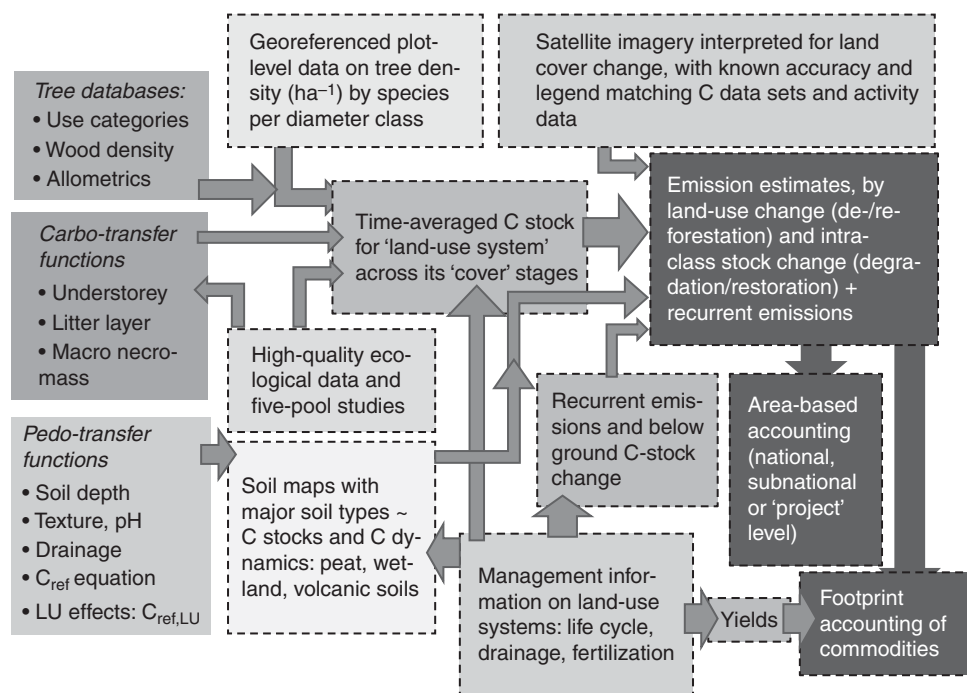 Georeferenced plot-
level data on tree den-
sity (ha⁻¹) by species
per diameter class
Satellite imagery interpreted for land
cover change, with known accuracy and
legend matching C data sets and activity
data
Tree databases:
• Use categories
• Wood density
• Allometrics
Carbo-transfer
functions
• Understorey
• Litter layer
• Macro necro-
mass
Time-averaged C stock
for ‘land-use system’
across its ‘cover’ stages
Emission estimates, by
land-use change (de-/re-
forestation) and intra-
class stock change (degra-
dation/restoration) +
recurrent emissions
High-quality eco-
logical data and
five-pool studies
Recurrent emis-
sions and below
ground C-stock
change
Area-based
accounting
(national,
subnational
or ‘project’
level)
Pedo-transfer
functions
• Soil depth
• Texture, pH
• Drainage
• C_ref equation
• LU effects: C_ref,LU
Soil maps with
major soil types ~
C stocks and C dy-
namics: peat, wet-
land, volcanic soils
Management infor-
mation on land-use
systems: life cycle,
drainage, fertilization
Yields
Footprint
accounting of
commodities